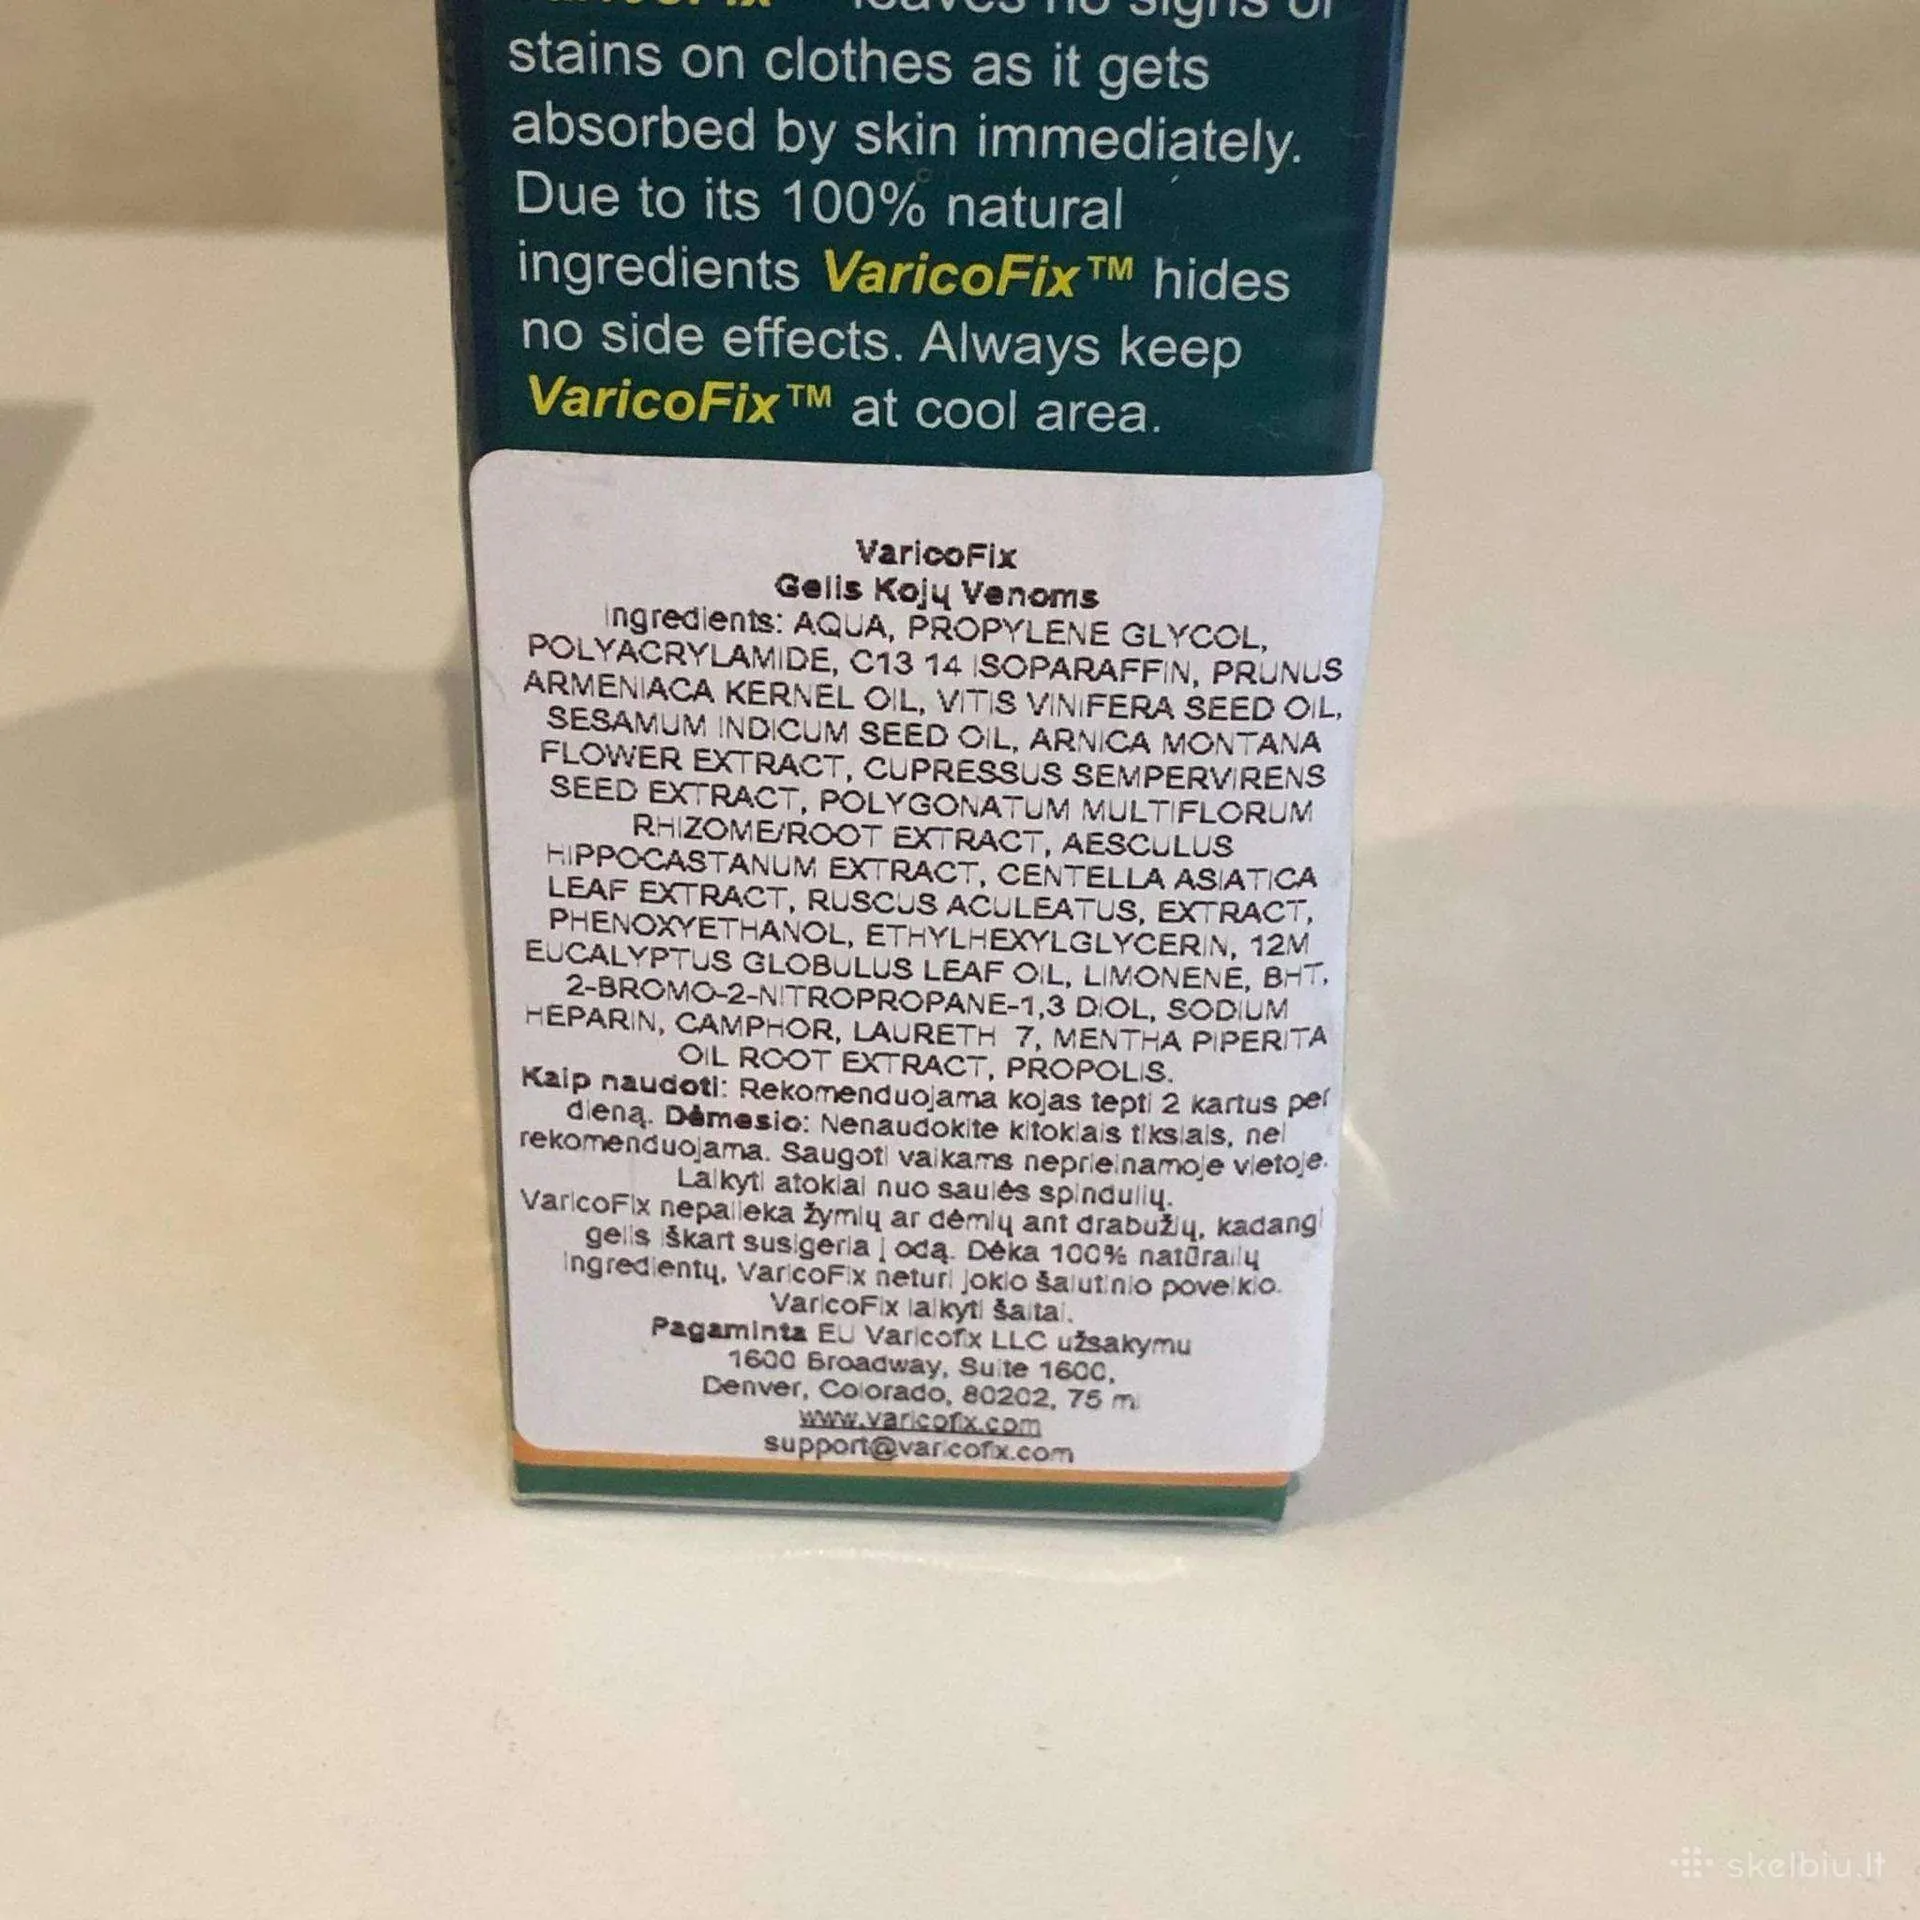 VaricoFix™ leaves no signs of
stains on clothes as it gets
absorbed by skin immediately.
Due to its 100% natural
ingredients VaricoFix™ hides
no side effects. Always keep
VaricoFix™ at cool area.
VaricoFix
Gelis Kojų Venoms
Ingredients: AQUA, PROPYLENE GLYCOL,
POLYACRYLAMIDE, C13 14 ISOPARAFFIN, PRUNUS
ARMENIACA KERNEL OIL, VITIS VINIFERA SEED OIL,
SESAMUM INDICUM SEED OIL, ARNICA MONTANA
FLOWER EXTRACT, CUPRESSUS SEMPERVIRENS
SEED EXTRACT, POLYGONATUM MULTIFLORUM
RHIZOME/ROOT EXTRACT, AESCULUS
HIPPOCASTANUM EXTRACT, CENTELLA ASIATICA
LEAF EXTRACT, RUSCUS ACULEATUS, EXTRACT,
PHENOXYETHANOL, ETHYLHEXYLGLYCERIN, 12M
EUCALYPTUS GLOBULUS LEAF OIL, LIMONENE, BHT,
2-BROMO-2-NITROPROPANE-1,3 DIOL, SODIUM
HEPARIN, CAMPHOR, LAURETH 7, MENTHA PIPERITA
OIL ROOT EXTRACT, PROPOLIS.
Kaip naudoti: Rekomenduojama kojas tepti 2 kartus per
dieną. Dėmesio: Nenaudokite kitokiais tikslais, nei
rekomenduojama. Saugoti vaikams neprieinamoje vietoje.
Laikyti atokiai nuo saulės spindulių.
VaricoFix nepalieka žymių ar dėmių ant drabužių, kadangi
gelis iškart susigeria į odą. Dėka 100% natūralių
ingredientų, VaricoFix neturi jokio šalutinio poveikio.
VaricoFix laikyti šaltai.
Pagaminta EU Varicofix LLC užsakymu
1600 Broadway, Suite 1600,
Denver, Colorado, 80202, 75 ml
www.varicofix.com
support@varicofix.com
skelbiu.lt